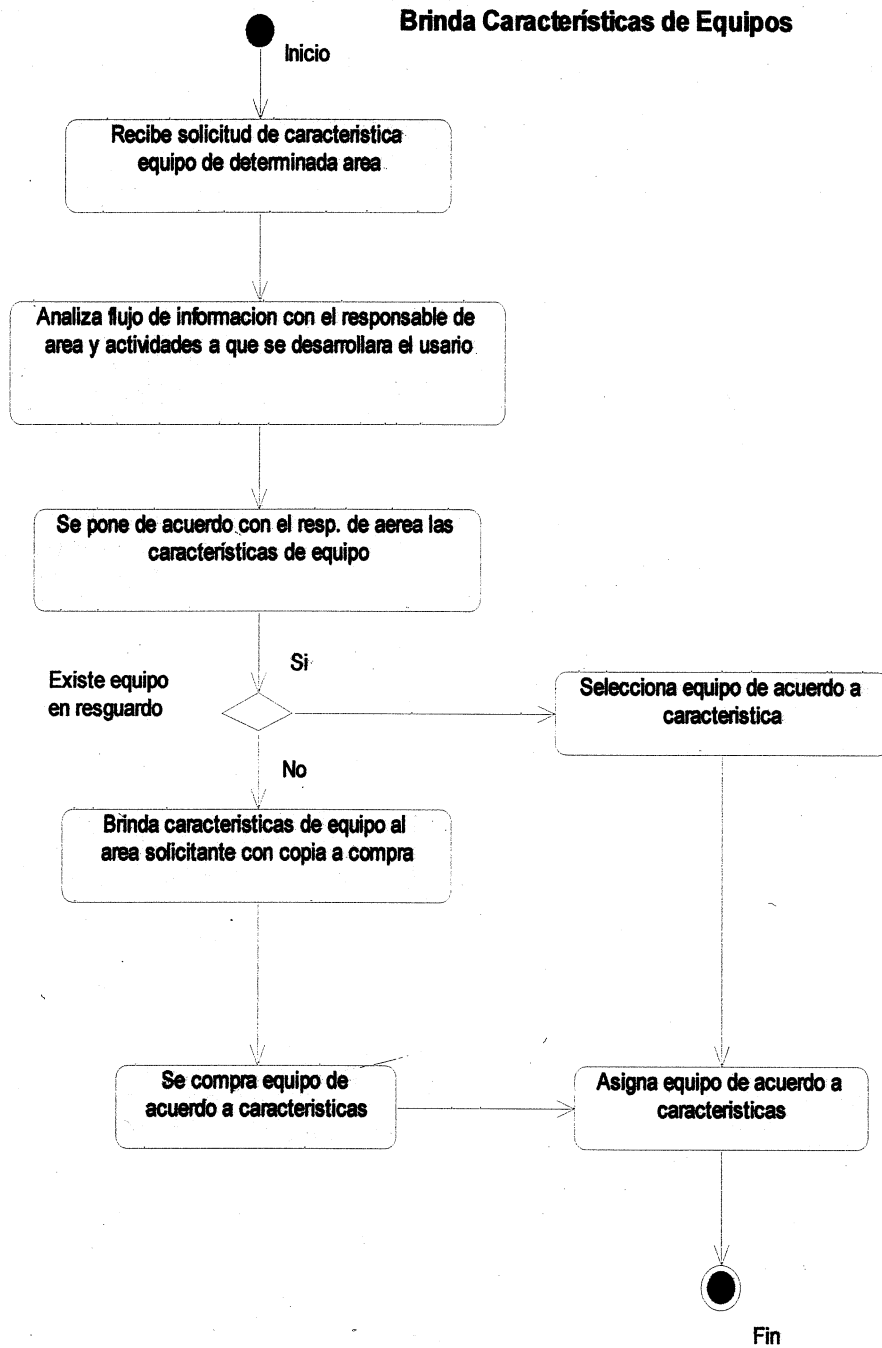 Brinda Característícas de Equipos
Inicio
Recibe solicitud de caracteristica
equipo de determinada area
Analiza flujo de informacion con el responsable de
area y actividades a que se desarrollara el usario
Se pone de acuerdo con el resp. de aerea las
característícas de equipo
Si
Existe equipo
en resguardo
Selecciona equipo de acuerdo a
caracteristica
No
Brinda caracteristicas de equipo al
area solicitante con copia a compra
Se compra equipo de
acuerdo a caracteristicas
Asigna equipo de acuerdo a
caracteristicas
Fin